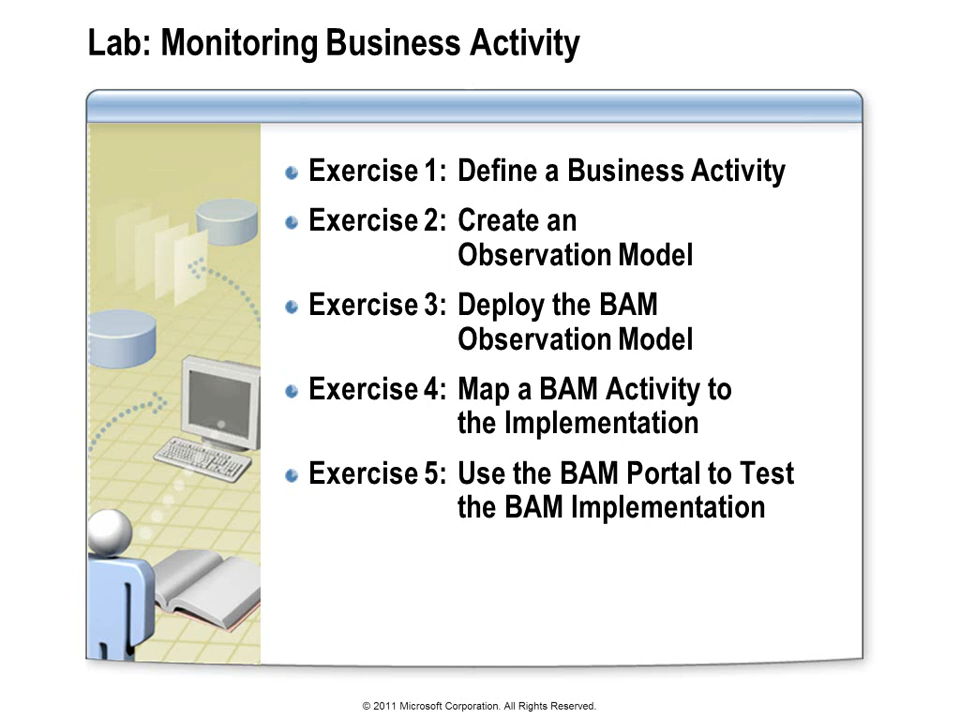 Lab: Monitoring Business Activity
Exercise 1: Define a Business Activity
Exercise 2: Create an
Observation Model
Exercise 3: Deploy the BAM
Observation Model
Exercise 4: Map a BAM Activity to
the Implementation
Exercise 5: Use the BAM Portal to Test
the BAM Implementation
© 2011 Microsoft Corporation. All Rights Reserved.